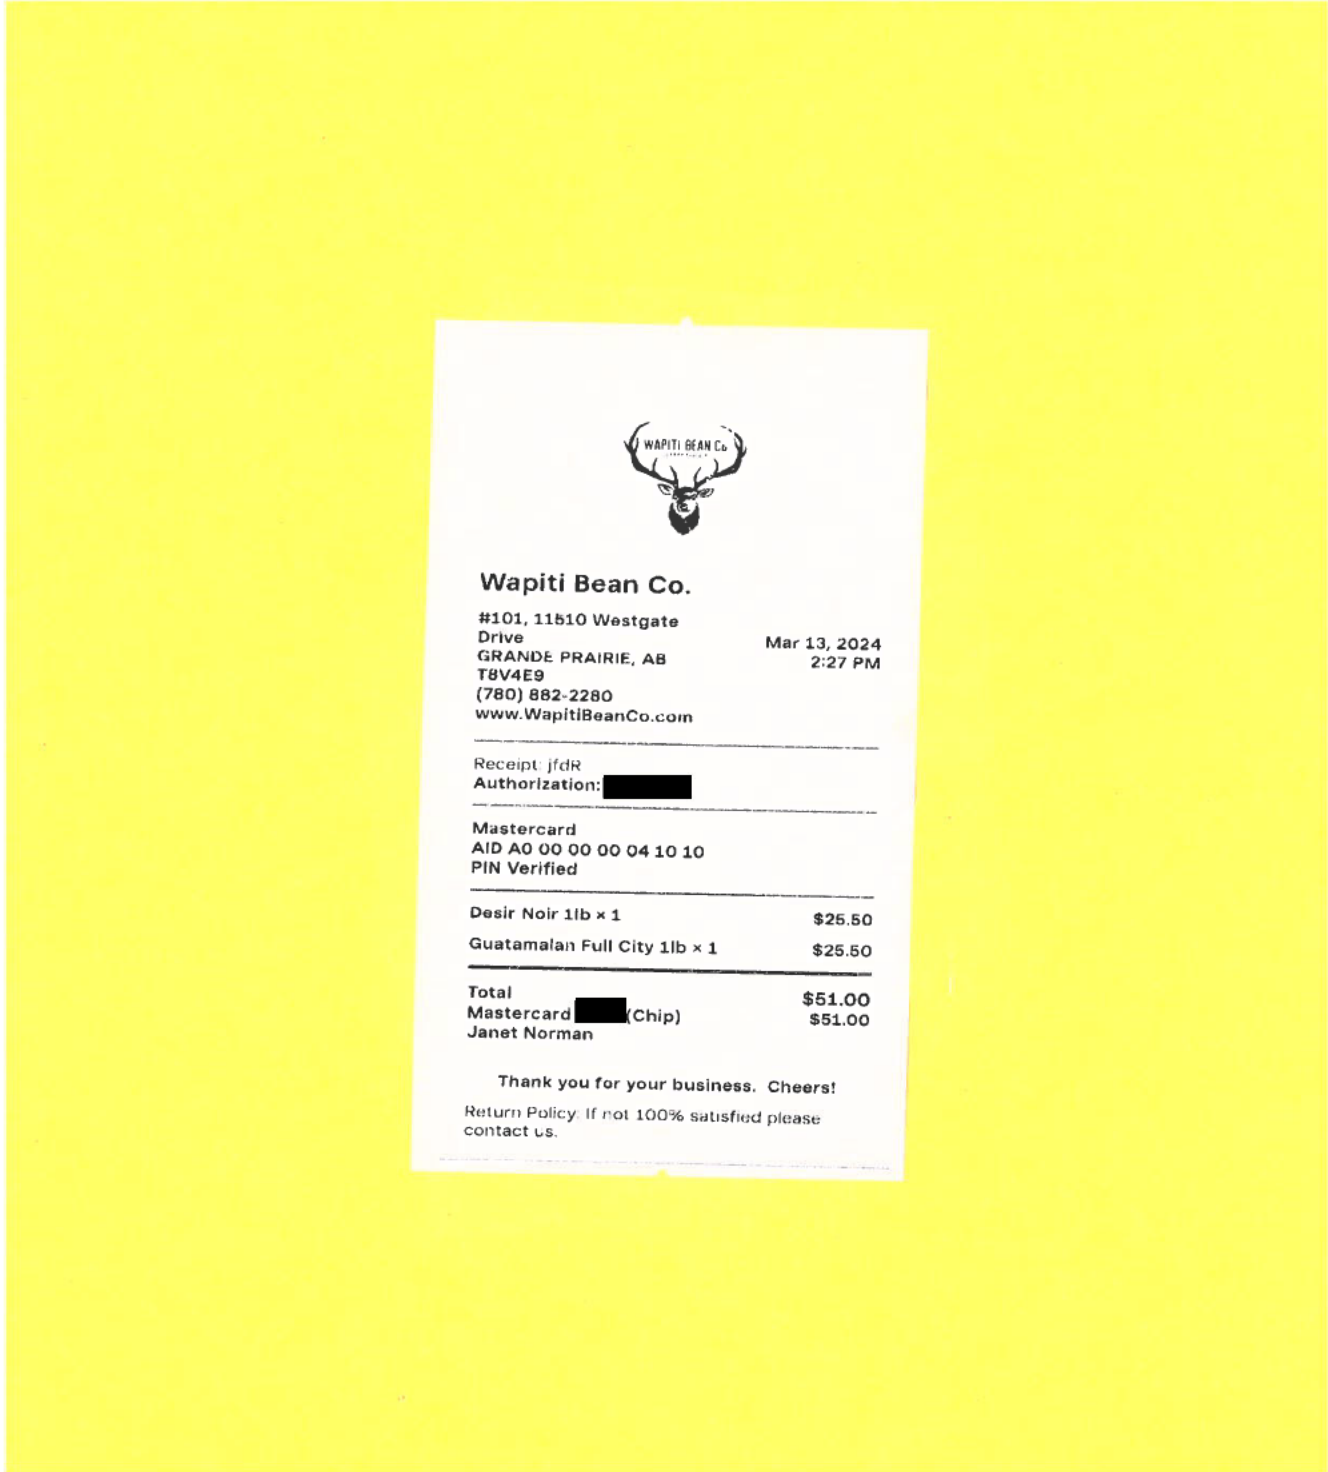 WAPITI BEAN Co
Wapiti Bean Co.
#101, 11510 Westgate
Drive
GRANDE PRAIRIE, AB
T8V4E9
(780) 882-2280
www.WapitiBeanCo.com
Mar 13, 2024
2:27 PM
Receipt: jfdR
Authorization:
Mastercard
AID A0 00 00 00 04 10 10
PIN Verified
Desir Noir 1lb × 1 $25.50
Guatamalan Full City 1lb × 1 $25.50
Total $51.00
Mastercard (Chip) $51.00
Janet Norman
Thank you for your business. Cheers!
Return Policy: If not 100% satisfied please
contact us.